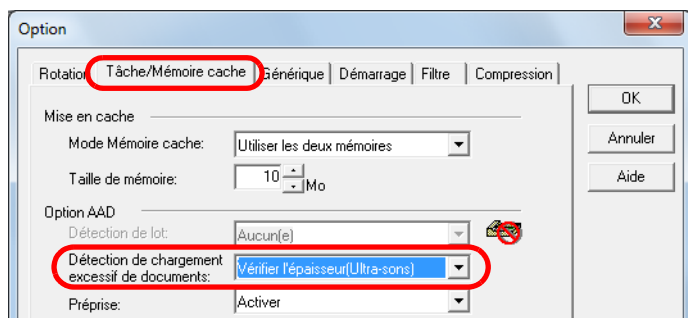 Option
Rotation Tâche/Mémoire cache Générique Démarrage Filtre Compression
OK
Mise en cache
Annuler
Mode Mémoire cache: Utiliser les deux mémoires
Taille de mémoire: 10 Mo
Aide
Option AAD
Détection de lot: Aucun(e)
Détection de chargement
excessif de documents: Vérifier l'épaisseur(Ultra-sons)
Préprise: Activer